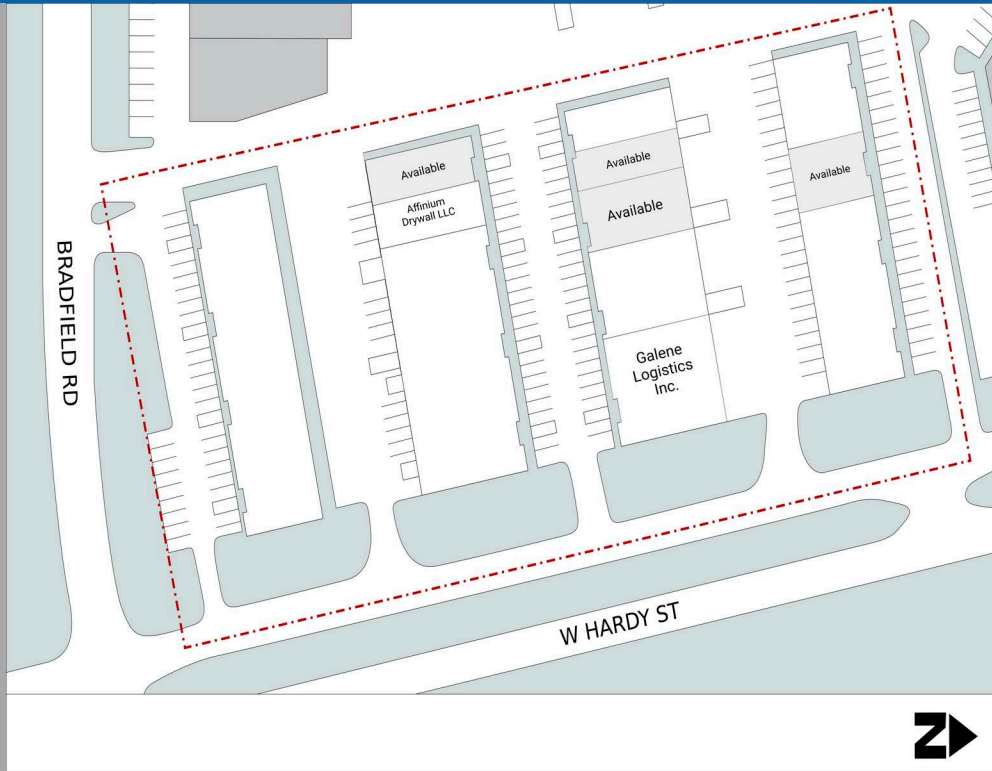 Available
Affinium
Drywall LLC
Available
Available
Galene
Logistics
Inc.
Available
BRADFIELD RD
W HARDY ST
N